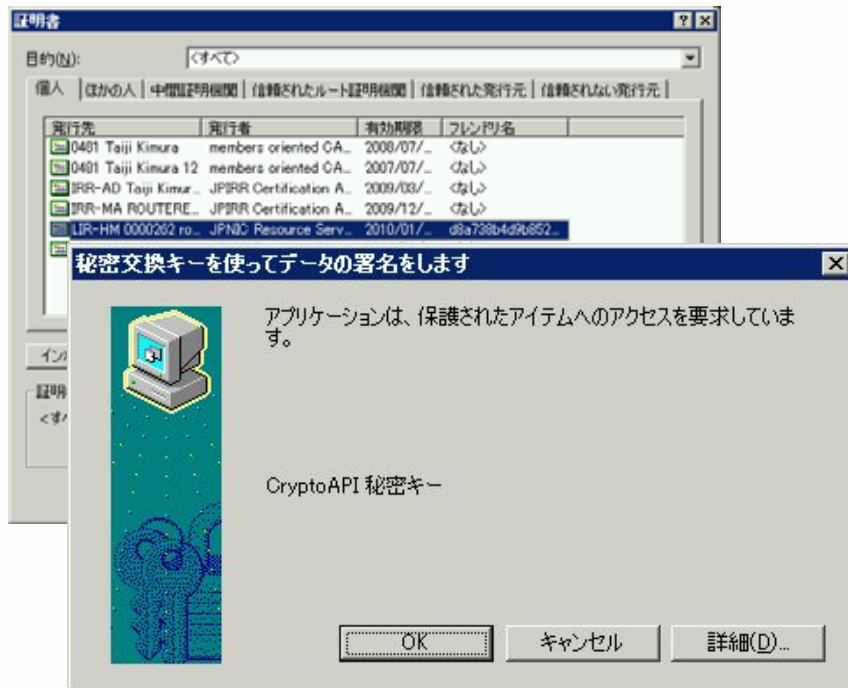 証明書
目的(N): <すべて>
個人 ほかの人 中間証明機関 信頼されたルート証明機関 信頼された発行元 信頼されない発行元
発行先 発行者 有効期限 フレンドリ名
0481 Taiji Kimura members oriented CA... 2008/07/... <なし>
0481 Taiji Kimura 12 members oriented CA... 2007/07/... <なし>
IRR-AD Taiji Kimur... JPIRR Certification A... 2009/03/... <なし>
IRR-MA ROUTERE... JPIRR Certification A... 2009/12/... <なし>
LIR-HM 0000262 ro... JPNIC Resource Serv... 2010/01/... d8a738b4d9b852...
秘密交換キーを使ってデータの署名をします
アプリケーションは、保護されたアイテムへのアクセスを要求していま
す。
CryptoAPI 秘密キー
OK キャンセル 詳細(D)...